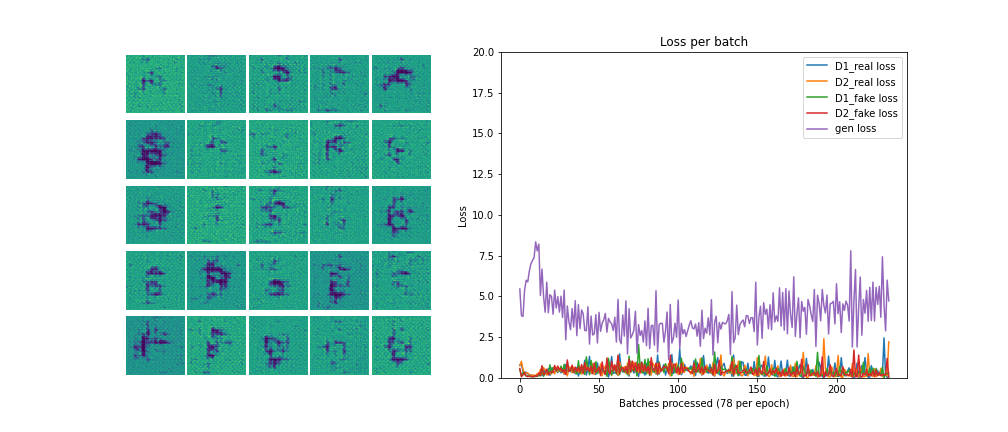 Loss per batch
20.0
17.5
15.0
12.5
10.0
7.5
5.0
2.5
0.0
Loss
D1_real loss
D2_real loss
D1_fake loss
D2_fake loss
gen loss
0 50 100 150 200
Batches processed (78 per epoch)